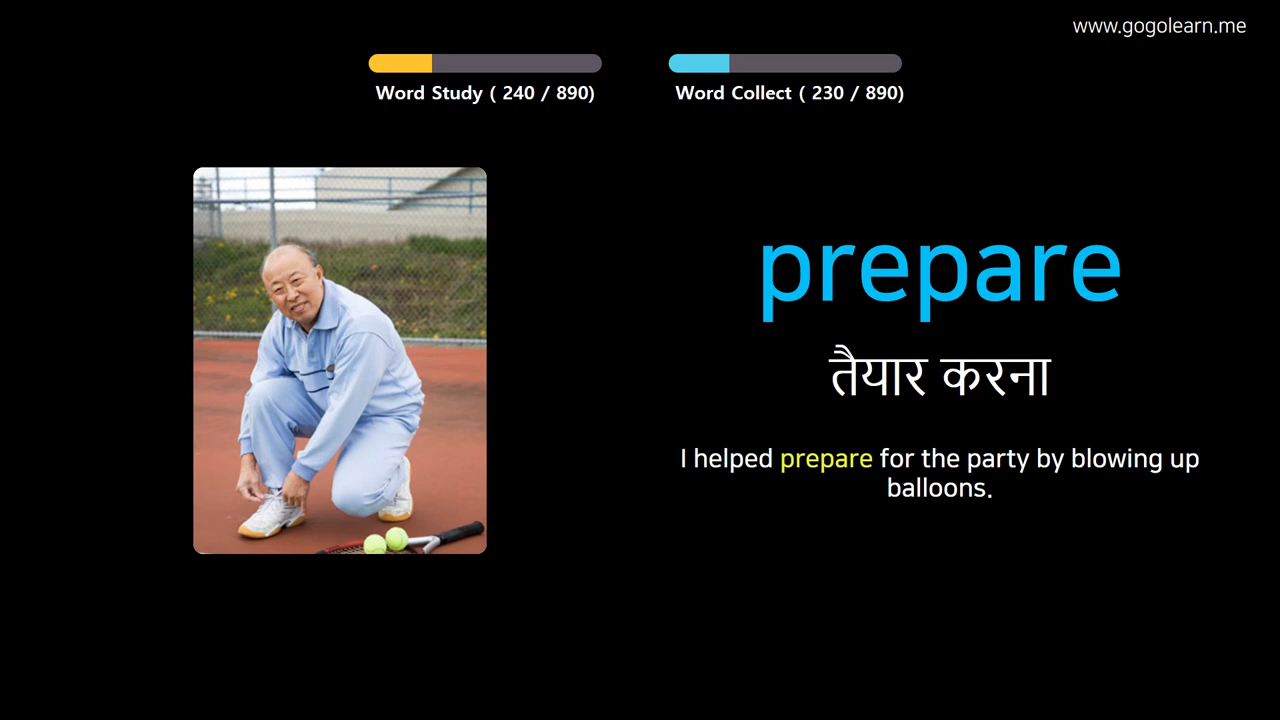 www.gogolearn.me
Word Study ( 240 / 890)
Word Collect ( 230 / 890)
prepare
तैयार करना
I helped prepare for the party by blowing up
balloons.